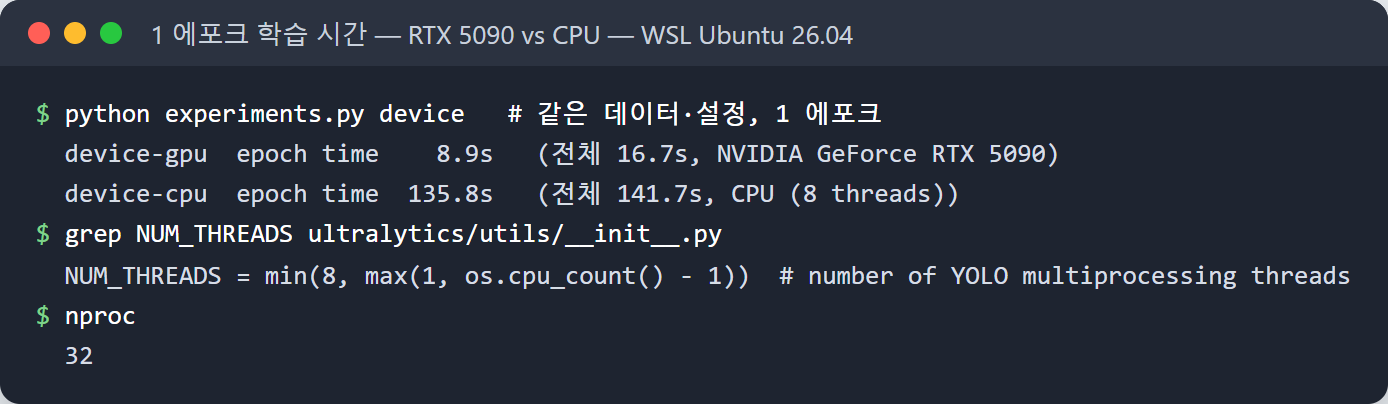 1 에포크 학습 시간 — RTX 5090 vs CPU — WSL Ubuntu 26.04
$ python experiments.py device   # 같은 데이터·설정, 1 에포크
device-gpu  epoch time    8.9s   (전체 16.7s, NVIDIA GeForce RTX 5090)
device-cpu  epoch time  135.8s   (전체 141.7s, CPU (8 threads))
$ grep NUM_THREADS ultralytics/utils/__init__.py
NUM_THREADS = min(8, max(1, os.cpu_count() - 1))  # number of YOLO multiprocessing threads
$ nproc
32